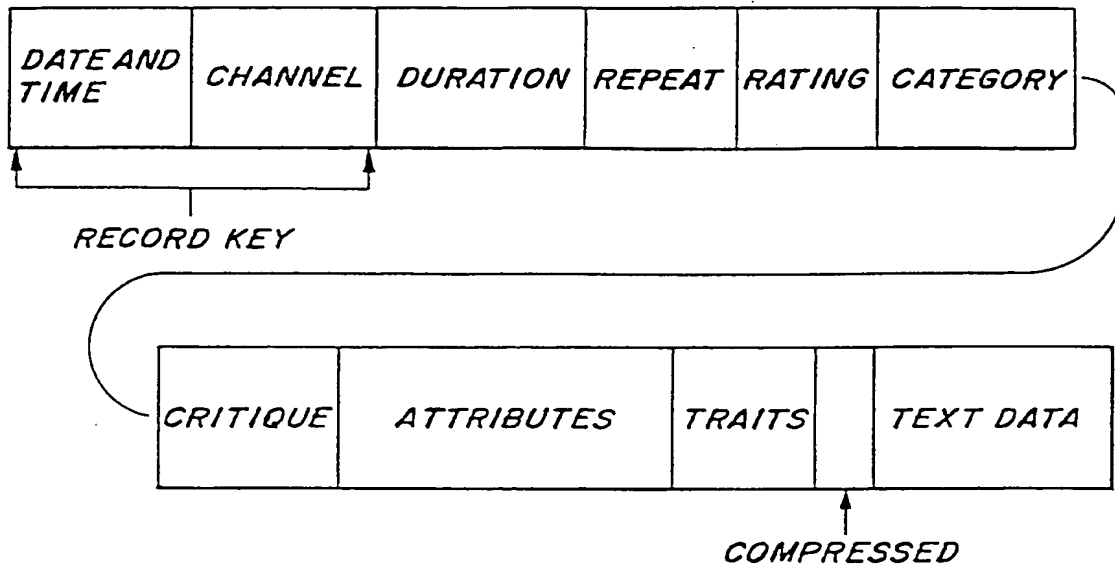 DATE AND TIME CHANNEL DURATION REPEAT RATING CATEGORY
RECORD KEY
CRITIQUE ATTRIBUTES TRAITS TEXT DATA
COMPRESSED